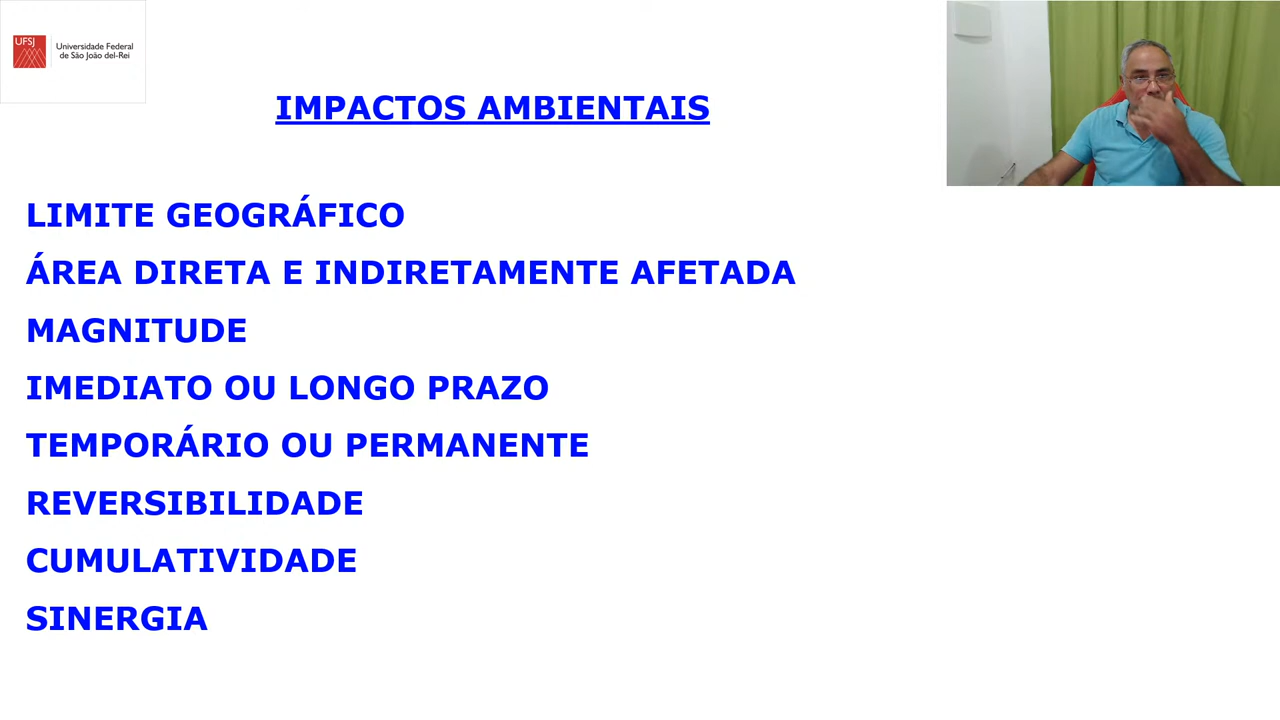 UFSJ
Universidade Federal
de São João del-Rei
IMPACTOS AMBIENTAIS
LIMITE GEOGRÁFICO
ÁREA DIRETA E INDIRETAMENTE AFETADA
MAGNITUDE
IMEDIATO OU LONGO PRAZO
TEMPORÁRIO OU PERMANENTE
REVERSIBILIDADE
CUMULATIVIDADE
SINERGIA